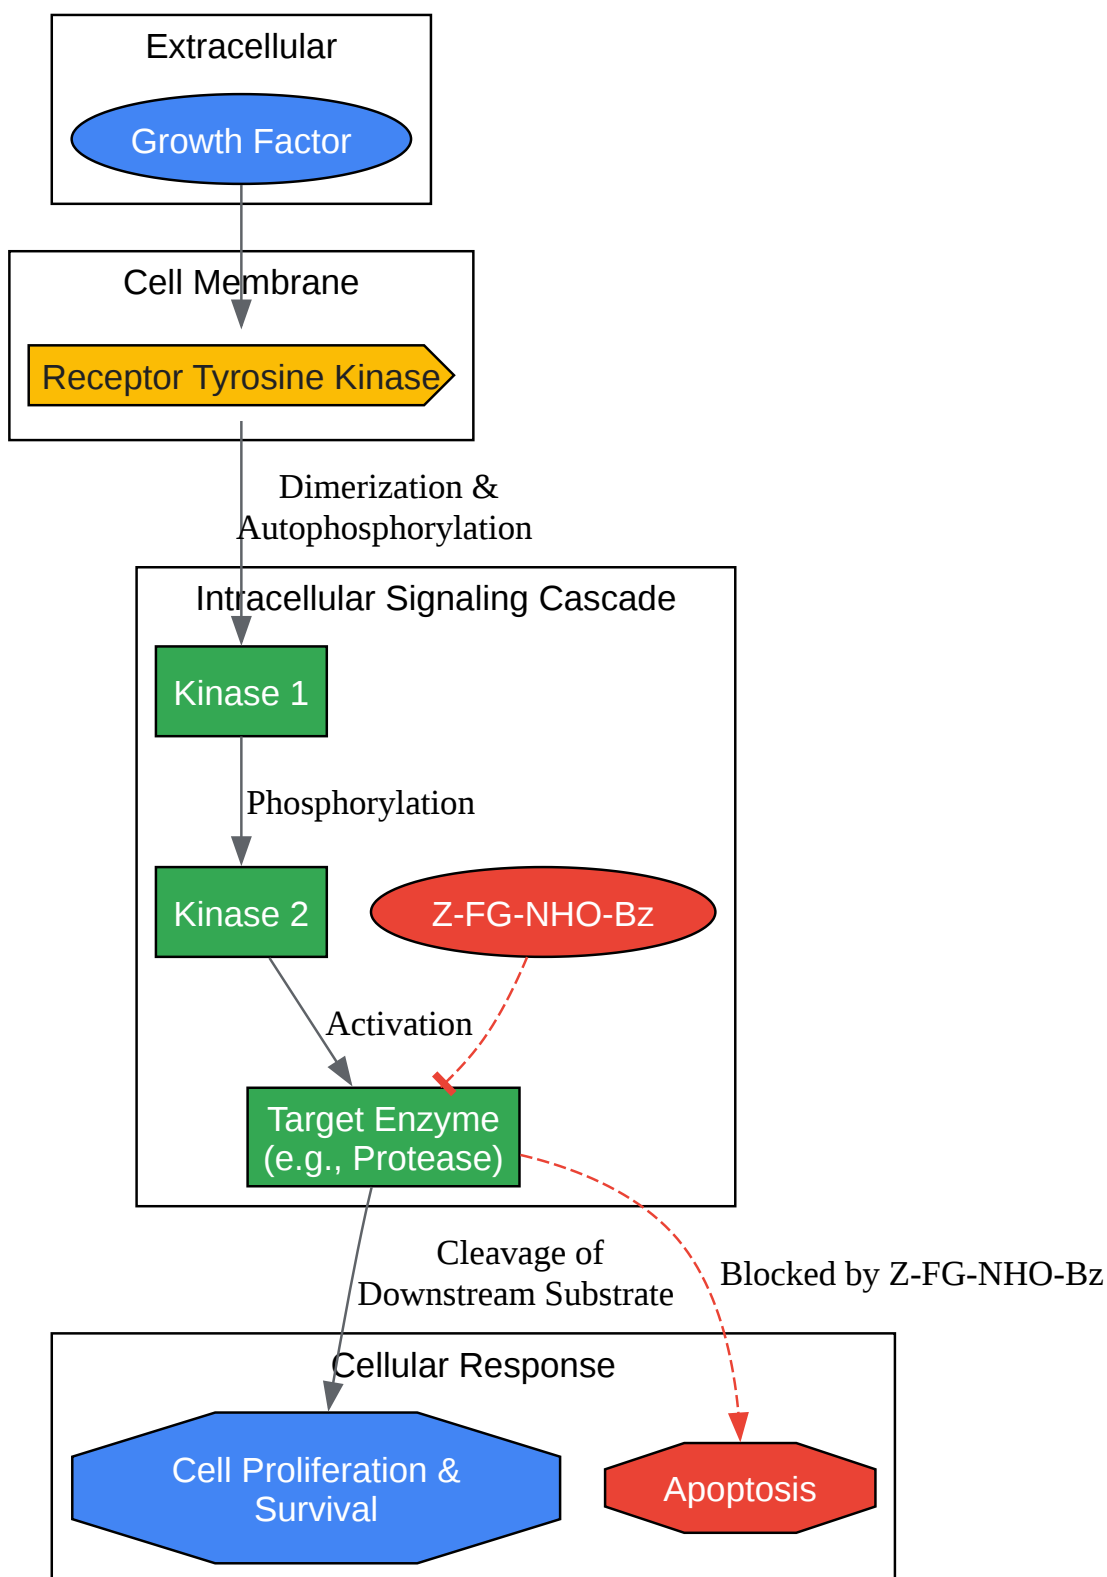 Extracellular
Growth Factor
Cell Membrane
Receptor Tyrosine Kinase
Dimerization &
Autophosphorylation
Intracellular Signaling Cascade
Kinase 1
Phosphorylation
Kinase 2
Z-FG-NHO-Bz
Activation
Target Enzyme
(e.g., Protease)
Cleavage of
Downstream Substrate
Blocked by Z-FG-NHO-Bz
Cellular Response
Cell Proliferation &
Survival
Apoptosis